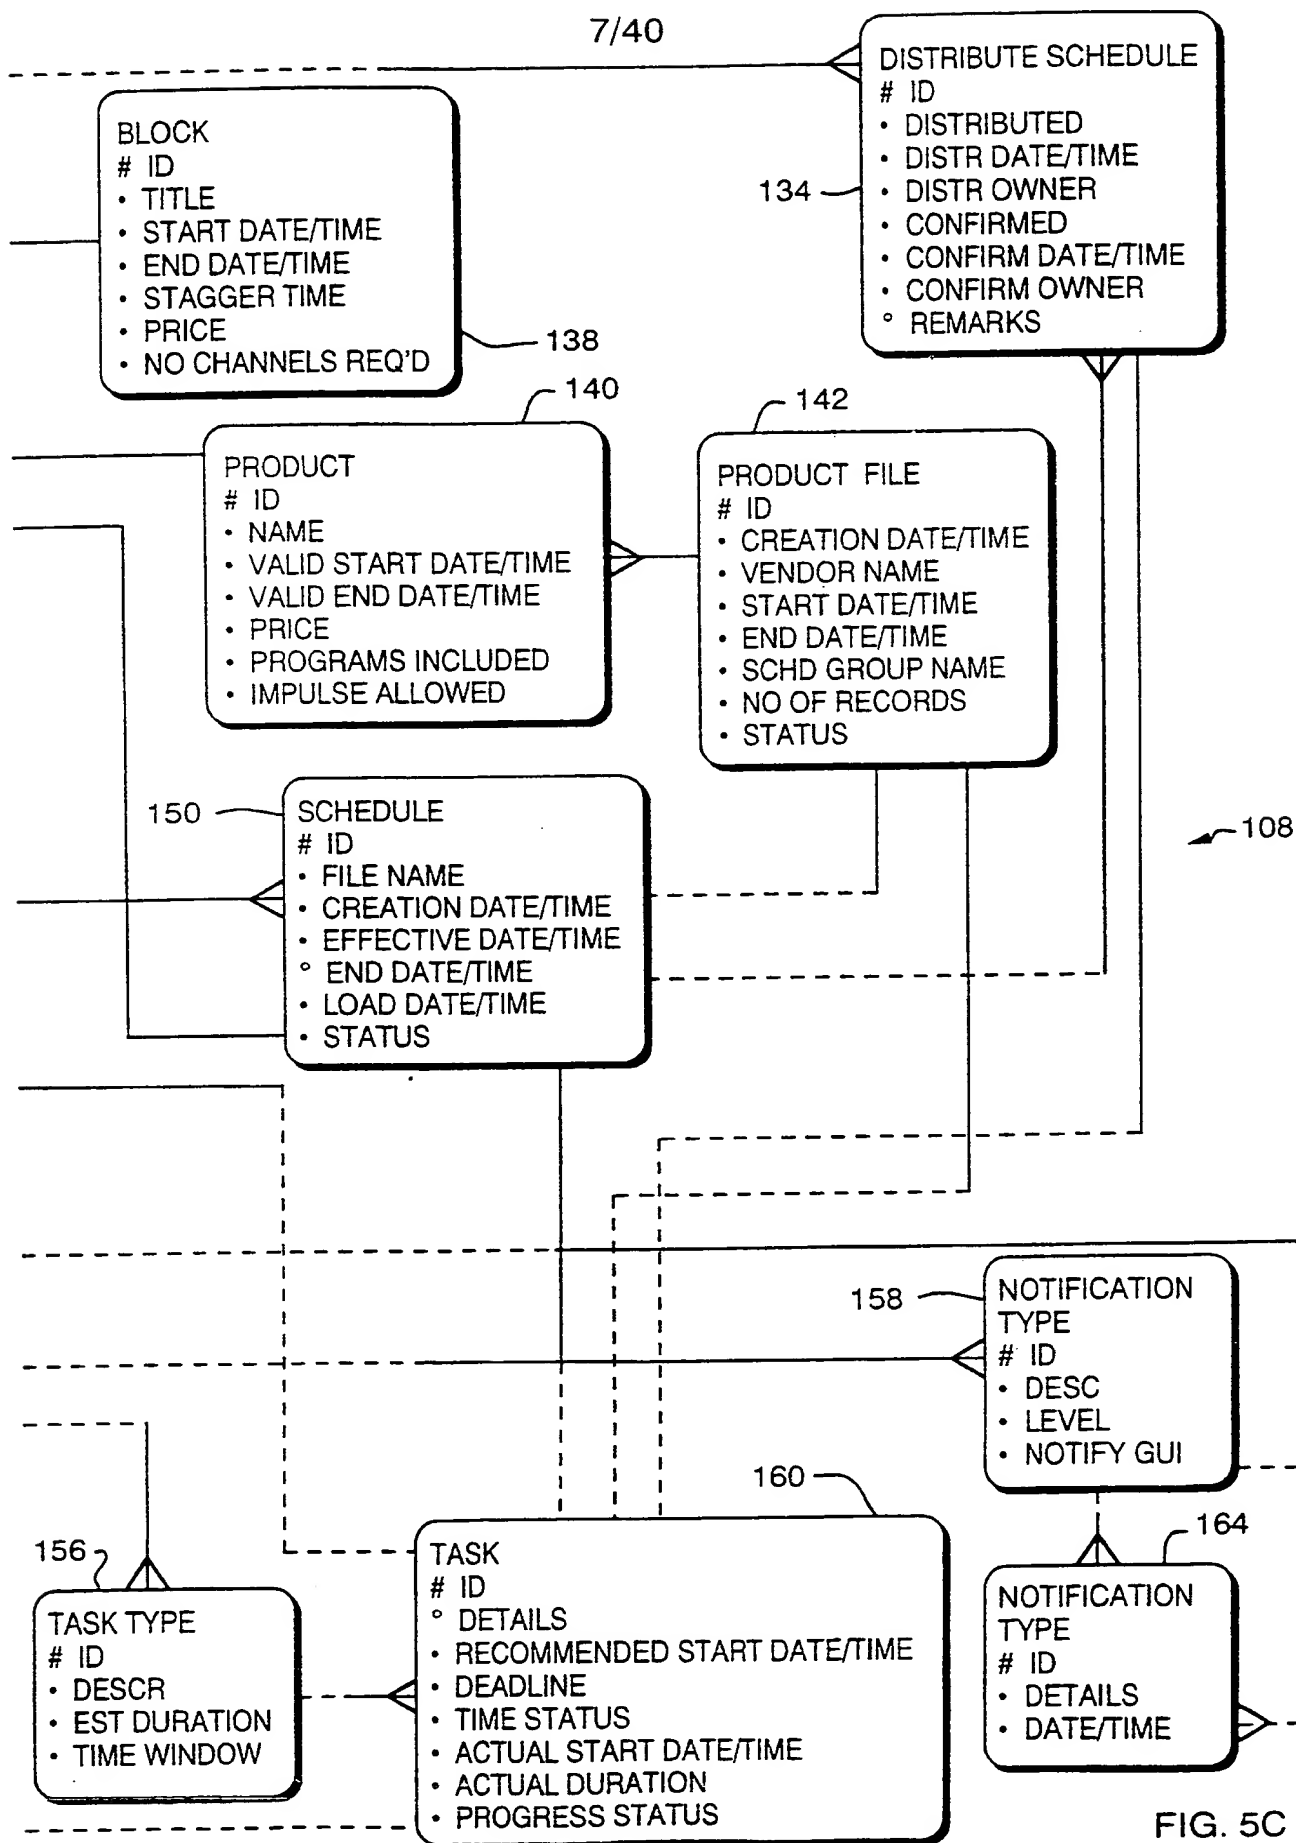 7/40
DISTRIBUTE SCHEDULE
# ID
• DISTRIBUTED
• DISTR DATE/TIME
• DISTR OWNER
• CONFIRMED
• CONFIRM DATE/TIME
• CONFIRM OWNER
° REMARKS
134
BLOCK
# ID
• TITLE
• START DATE/TIME
• END DATE/TIME
• STAGGER TIME
• PRICE
• NO CHANNELS REQ'D
138
140
PRODUCT
# ID
• NAME
• VALID START DATE/TIME
• VALID END DATE/TIME
• PRICE
• PROGRAMS INCLUDED
• IMPULSE ALLOWED
142
PRODUCT FILE
# ID
• CREATION DATE/TIME
• VENDOR NAME
• START DATE/TIME
• END DATE/TIME
• SCHD GROUP NAME
• NO OF RECORDS
• STATUS
150
SCHEDULE
# ID
• FILE NAME
• CREATION DATE/TIME
• EFFECTIVE DATE/TIME
° END DATE/TIME
• LOAD DATE/TIME
• STATUS
108
158
NOTIFICATION
TYPE
# ID
• DESC
• LEVEL
• NOTIFY GUI
156
TASK TYPE
# ID
• DESCR
• EST DURATION
• TIME WINDOW
160
TASK
# ID
° DETAILS
• RECOMMENDED START DATE/TIME
• DEADLINE
• TIME STATUS
• ACTUAL START DATE/TIME
• ACTUAL DURATION
• PROGRESS STATUS
164
NOTIFICATION
TYPE
# ID
• DETAILS
• DATE/TIME
FIG. 5C